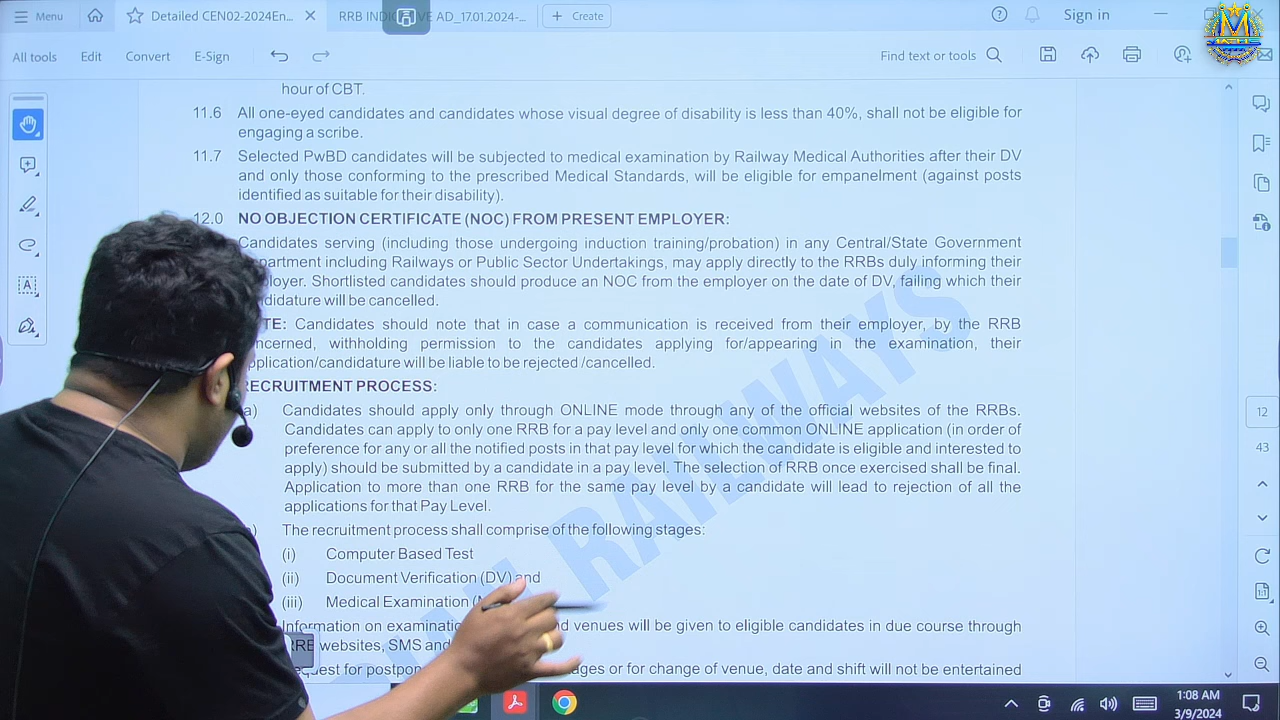 Menu
Detailed CEN02-2024En...
RRB INDI
IVE AD_17.01.2024-...
Create
Sign in
All tools
Edit
Convert
E-Sign
Find text or tools
hour of CBT.
11.6 All one-eyed candidates and candidates whose visual degree of disability is less than 40%, shall not be eligible for
engaging a scribe.
11.7 Selected PwBD candidates will be subjected to medical examination by Railway Medical Authorities after their DV
and only those conforming to the prescribed Medical Standards, will be eligible for empanelment (against posts
identified as suitable for their disability).
12.0 NO OBJECTION CERTIFICATE (NOC) FROM PRESENT EMPLOYER:
Candidates serving (including those undergoing induction training/probation) in any Central/State Government
partment including Railways or Public Sector Undertakings, may apply directly to the RRBs duly informing their
ployer. Shortlisted candidates should produce an NOC from the employer on the date of DV, failing which their
didature will be cancelled.
TE: Candidates should note that in case a communication is received from their employer, by the RRB
ncerned, withholding permission to the candidates applying for/appearing in the examination, their
pplication/candidature will be liable to be rejected /cancelled.
RECRUITMENT PROCESS:
a) Candidates should apply only through ONLINE mode through any of the official websites of the RRBs.
Candidates can apply to only one RRB for a pay level and only one common ONLINE application (in order of
preference for any or all the notified posts in that pay level for which the candidate is eligible and interested to
apply) should be submitted by a candidate in a pay level. The selection of RRB once exercised shall be final.
Application to more than one RRB for the same pay level by a candidate will lead to rejection of all the
applications for that Pay Level.
) The recruitment process shall comprise of the following stages:
(i) Computer Based Test
(ii) Document Verification (DV) and
(iii) Medical Examination (
Information on examinatio
nd venues will be given to eligible candidates in due course through
RRB websites, SMS and
quest for postpon
ages or for change of venue, date and shift will not be entertained
RAILWAYS
12
43
1:08 AM
3/9/2024